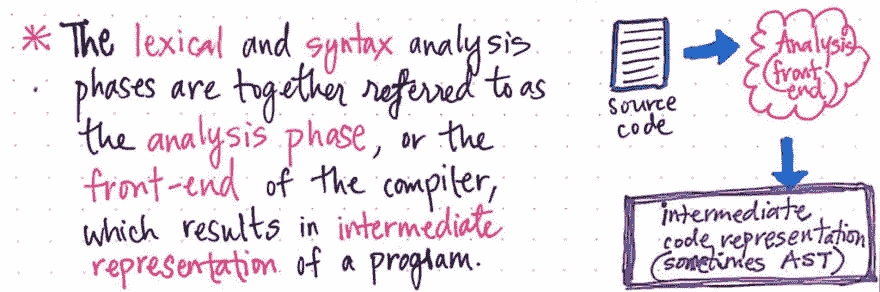 * The lexical and syntax analysis
phases are together referred to as
the analysis phase, or the
front-end of the compiler,
which results in intermediate
representation of a program.
source
code
Analysis
(front
end)
intermediate
code representation
(sometimes AST)